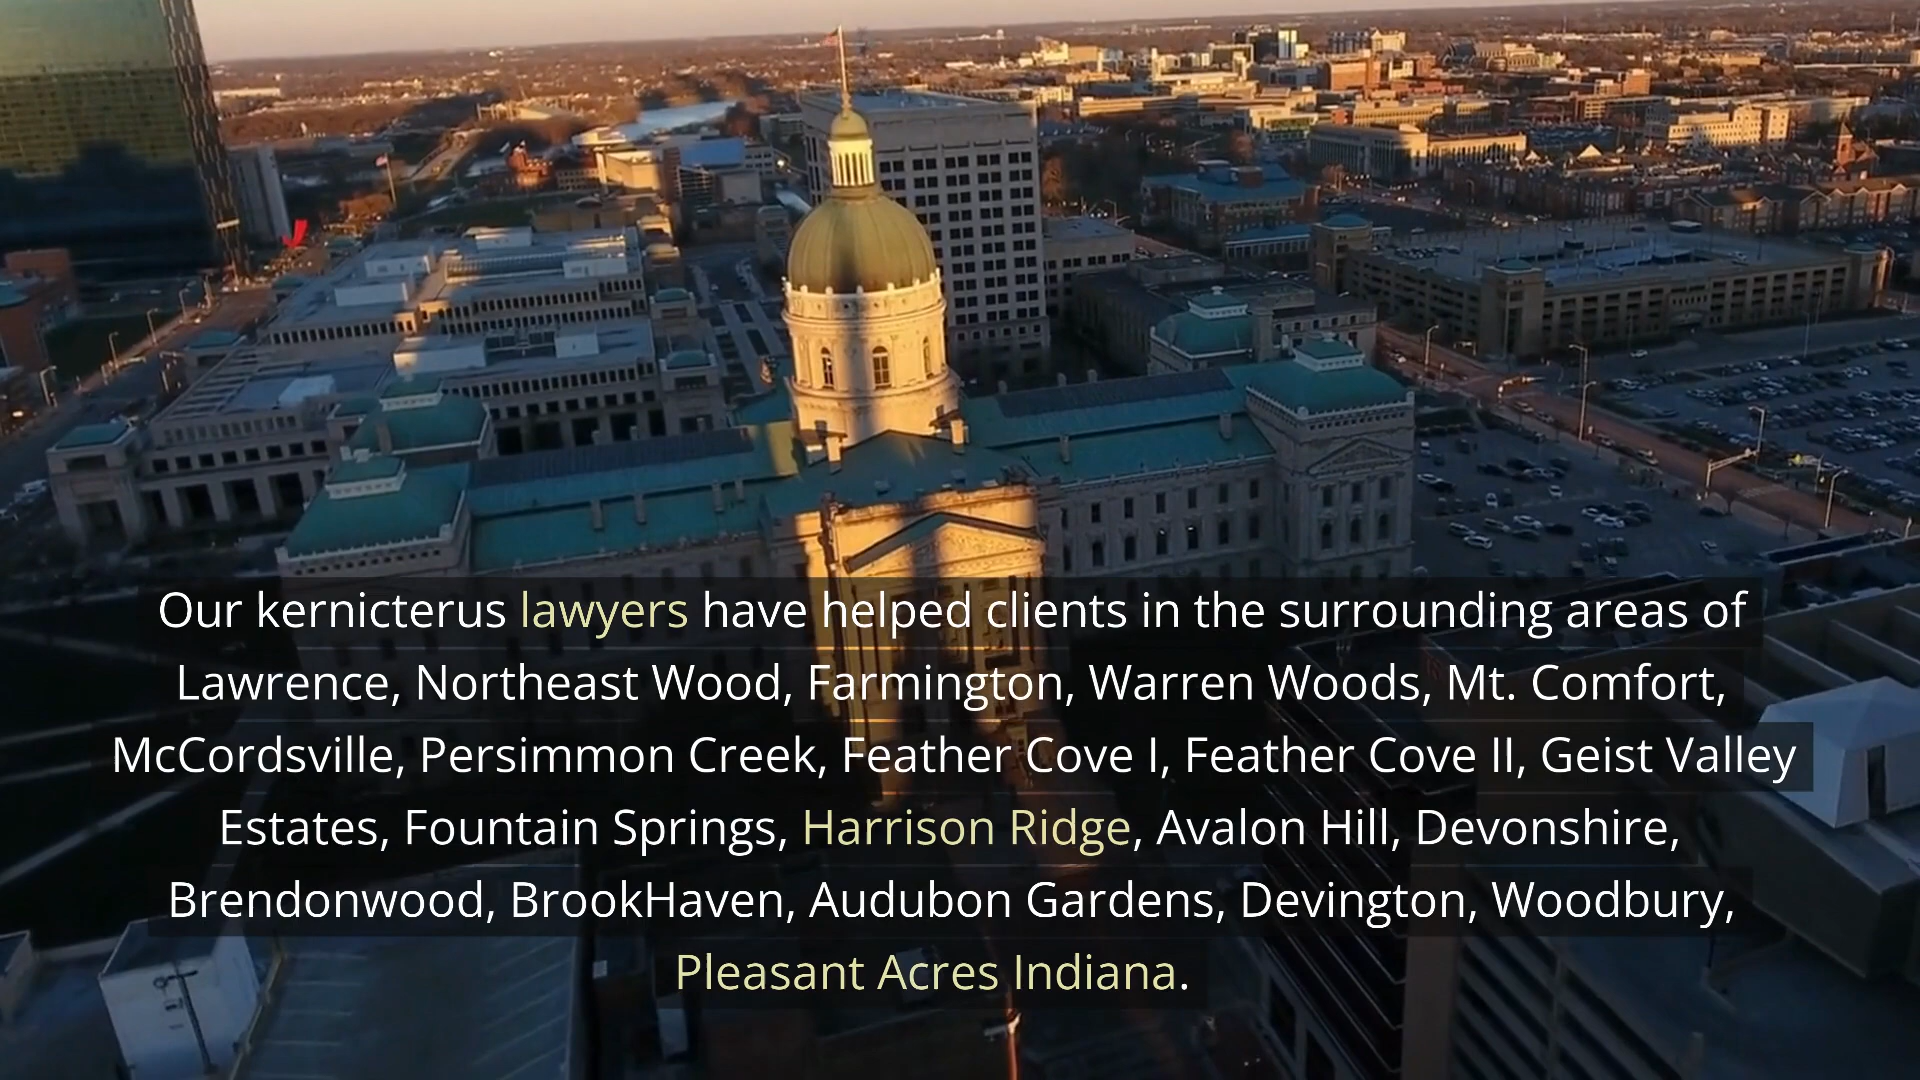 Our kernicterus lawyers have helped clients in the surrounding areas of
Lawrence, Northeast Wood, Farmington, Warren Woods, Mt. Comfort,
McCordsville, Persimmon Creek, Feather Cove I, Feather Cove II, Geist Valley
Estates, Fountain Springs, Harrison Ridge, Avalon Hill, Devonshire,
Brendonwood, BrookHaven, Audubon Gardens, Devington, Woodbury,
Pleasant Acres Indiana.